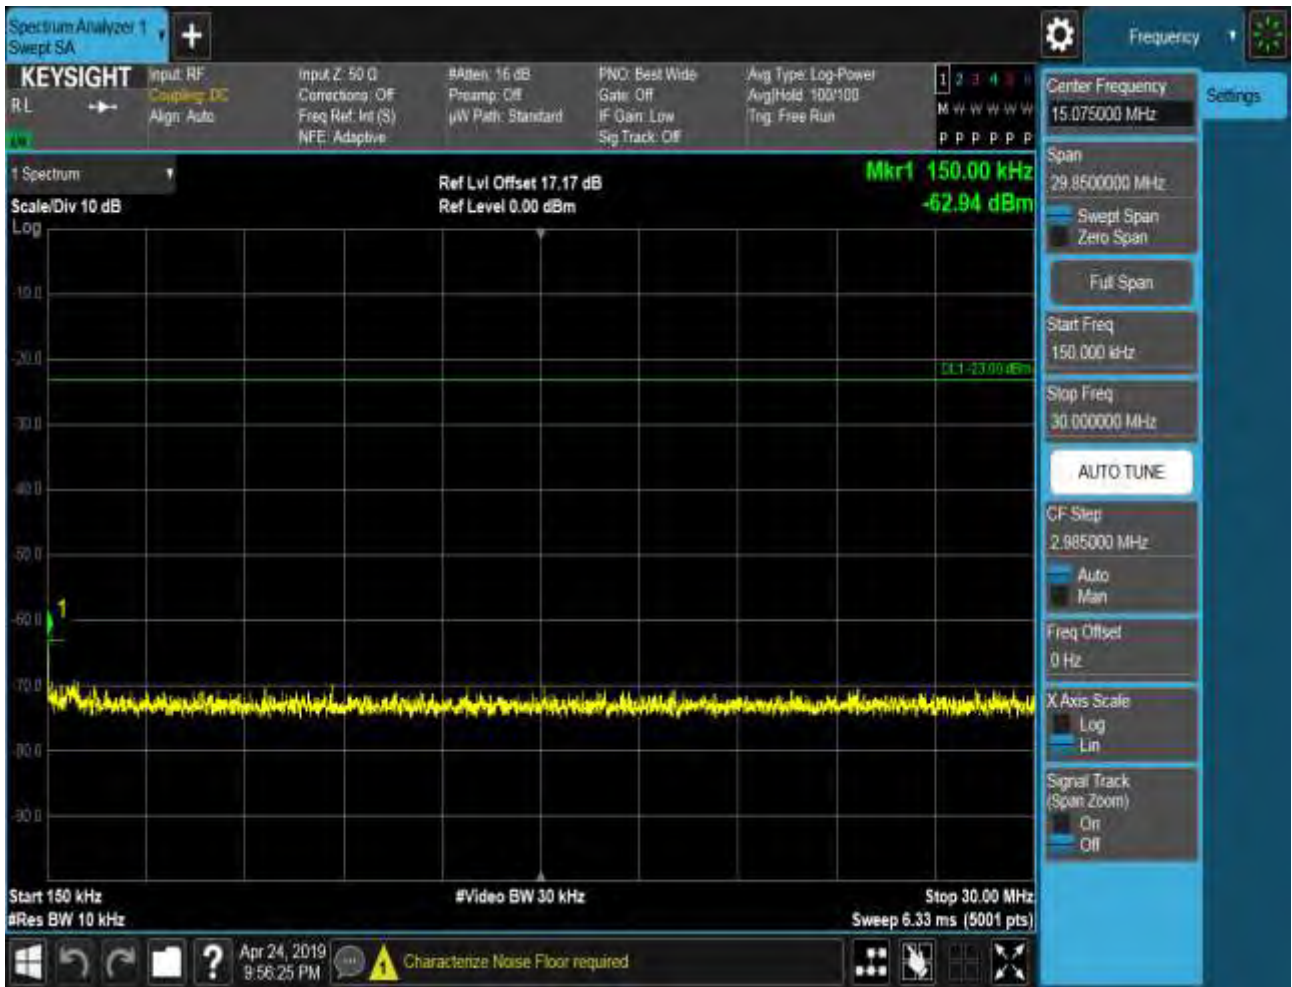 Spectrum Analyzer 1
Swept SA
Frequency
KEYSIGHT
R L
Input: RF
Coupling: DC
Align: Auto
Input Z: 50 Ω
Corrections: Off
Freq Ref: Int (S)
NFE: Adaptive
#Atten: 16 dB
Preamp: Off
µW Path: Standard
PNO: Best Wide
Gate: Off
IF Gain: Low
Sig Track: Off
Avg Type: Log-Power
Avg|Hold: 100/100
Trig: Free Run
1 2 3 4 5 6
M W W W W W
P P P P P P
1 Spectrum
Scale/Div 10 dB
Log
Ref Lvl Offset 17.17 dB
Ref Level 0.00 dBm
Mkr1 150.00 kHz
-62.94 dBm
-10.0
-20.0
DL1 -23.00 dBm
-30.0
-40.0
-50.0
1
-60.0
-70.0
-80.0
-90.0
Start 150 kHz
#Res BW 10 kHz
#Video BW 30 kHz
Stop 30.00 MHz
Sweep 6.33 ms (5001 pts)
Center Frequency
15.075000 MHz
Settings
Span
29.8500000 MHz
Swept Span
Zero Span
Full Span
Start Freq
150.000 kHz
Stop Freq
30.000000 MHz
AUTO TUNE
CF Step
2.985000 MHz
Auto
Man
Freq Offset
0 Hz
X Axis Scale
Log
Lin
Signal Track
(Span Zoom)
On
Off
?
Apr 24, 2019
9:56:25 PM
1
Characterize Noise Floor required